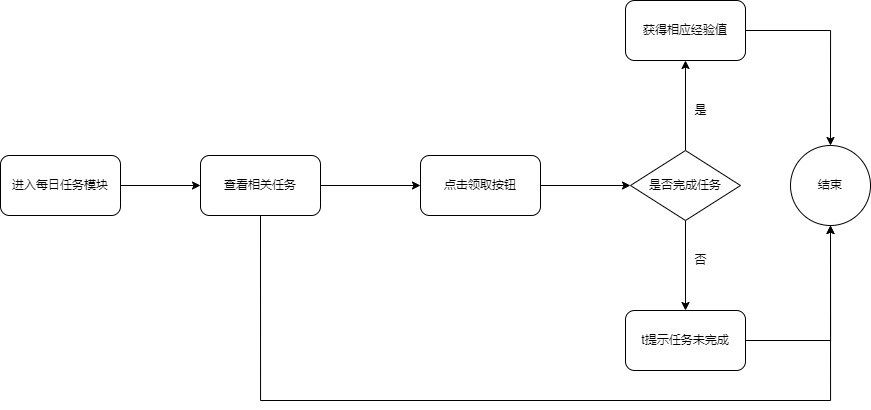 获得相应经验值
是
进入每日任务模块
查看相关任务
点击领取按钮
是否完成任务
结束
否
t提示任务未完成